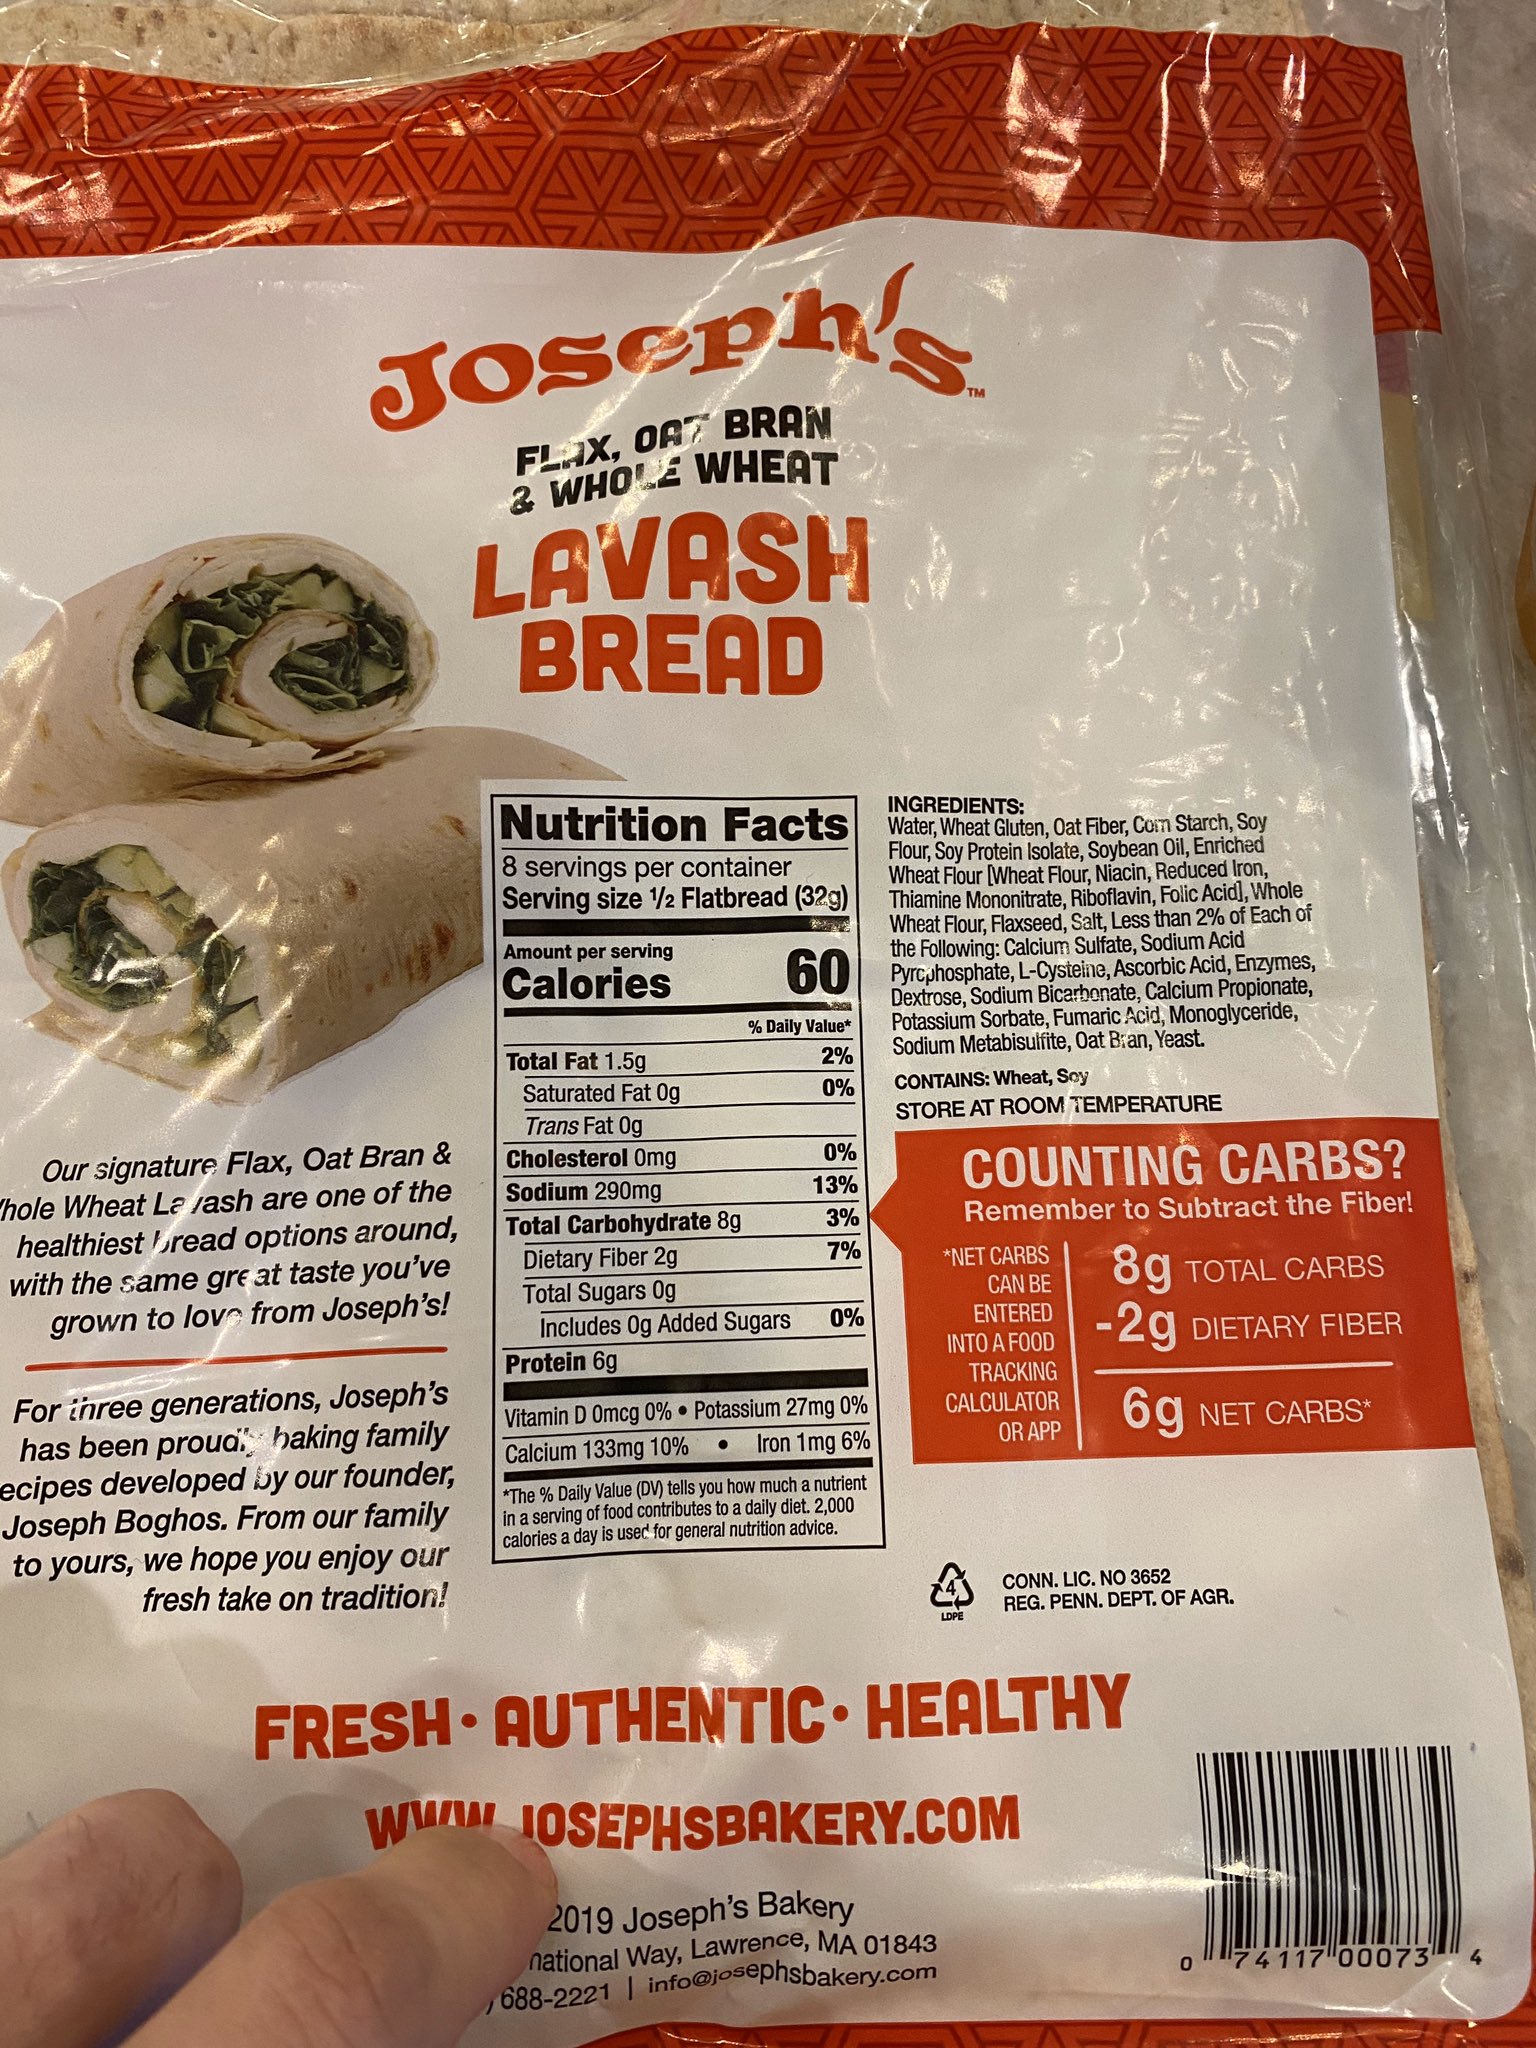 Joseph's™
FLAX, OAT BRAN
& WHOLE WHEAT
LAVASH
BREAD
Our signature Flax, Oat Bran &
hole Wheat Lavash are one of the
healthiest bread options around,
with the same great taste you've
grown to love from Joseph's!
For three generations, Joseph's
has been proudly baking family
ecipes developed by our founder,
Joseph Boghos. From our family
to yours, we hope you enjoy our
fresh take on tradition!
Nutrition Facts
8 servings per container
Serving size ½ Flatbread (32g)
Amount per serving
Calories 60
% Daily Value*
Total Fat 1.5g 2%
Saturated Fat 0g 0%
Trans Fat 0g
Cholesterol 0mg 0%
Sodium 290mg 13%
Total Carbohydrate 8g 3%
Dietary Fiber 2g 7%
Total Sugars 0g
Includes 0g Added Sugars 0%
Protein 6g
Vitamin D 0mcg 0% • Potassium 27mg 0%
Calcium 133mg 10% • Iron 1mg 6%
*The % Daily Value (DV) tells you how much a nutrient
in a serving of food contributes to a daily diet. 2,000
calories a day is used for general nutrition advice.
INGREDIENTS:
Water, Wheat Gluten, Oat Fiber, Corn Starch, Soy
Flour, Soy Protein Isolate, Soybean Oil, Enriched
Wheat Flour [Wheat Flour, Niacin, Reduced Iron,
Thiamine Mononitrate, Riboflavin, Folic Acid], Whole
Wheat Flour, Flaxseed, Salt, Less than 2% of Each of
the Following: Calcium Sulfate, Sodium Acid
Pyrophosphate, L-Cysteine, Ascorbic Acid, Enzymes,
Dextrose, Sodium Bicarbonate, Calcium Propionate,
Potassium Sorbate, Fumaric Acid, Monoglyceride,
Sodium Metabisulfite, Oat Bran, Yeast.
CONTAINS: Wheat, Soy
STORE AT ROOM TEMPERATURE
COUNTING CARBS?
Remember to Subtract the Fiber!
*NET CARBS
CAN BE
ENTERED
INTO A FOOD
TRACKING
CALCULATOR
OR APP
8g TOTAL CARBS
-2g DIETARY FIBER
6g NET CARBS*
4
LDPE
CONN. LIC. NO 3652
REG. PENN. DEPT. OF AGR.
FRESH • AUTHENTIC • HEALTHY
WWW.JOSEPHSBAKERY.COM
2019 Joseph's Bakery
national Way, Lawrence, MA 01843
) 688-2221 | info@josephsbakery.com
0 74117 00073 4